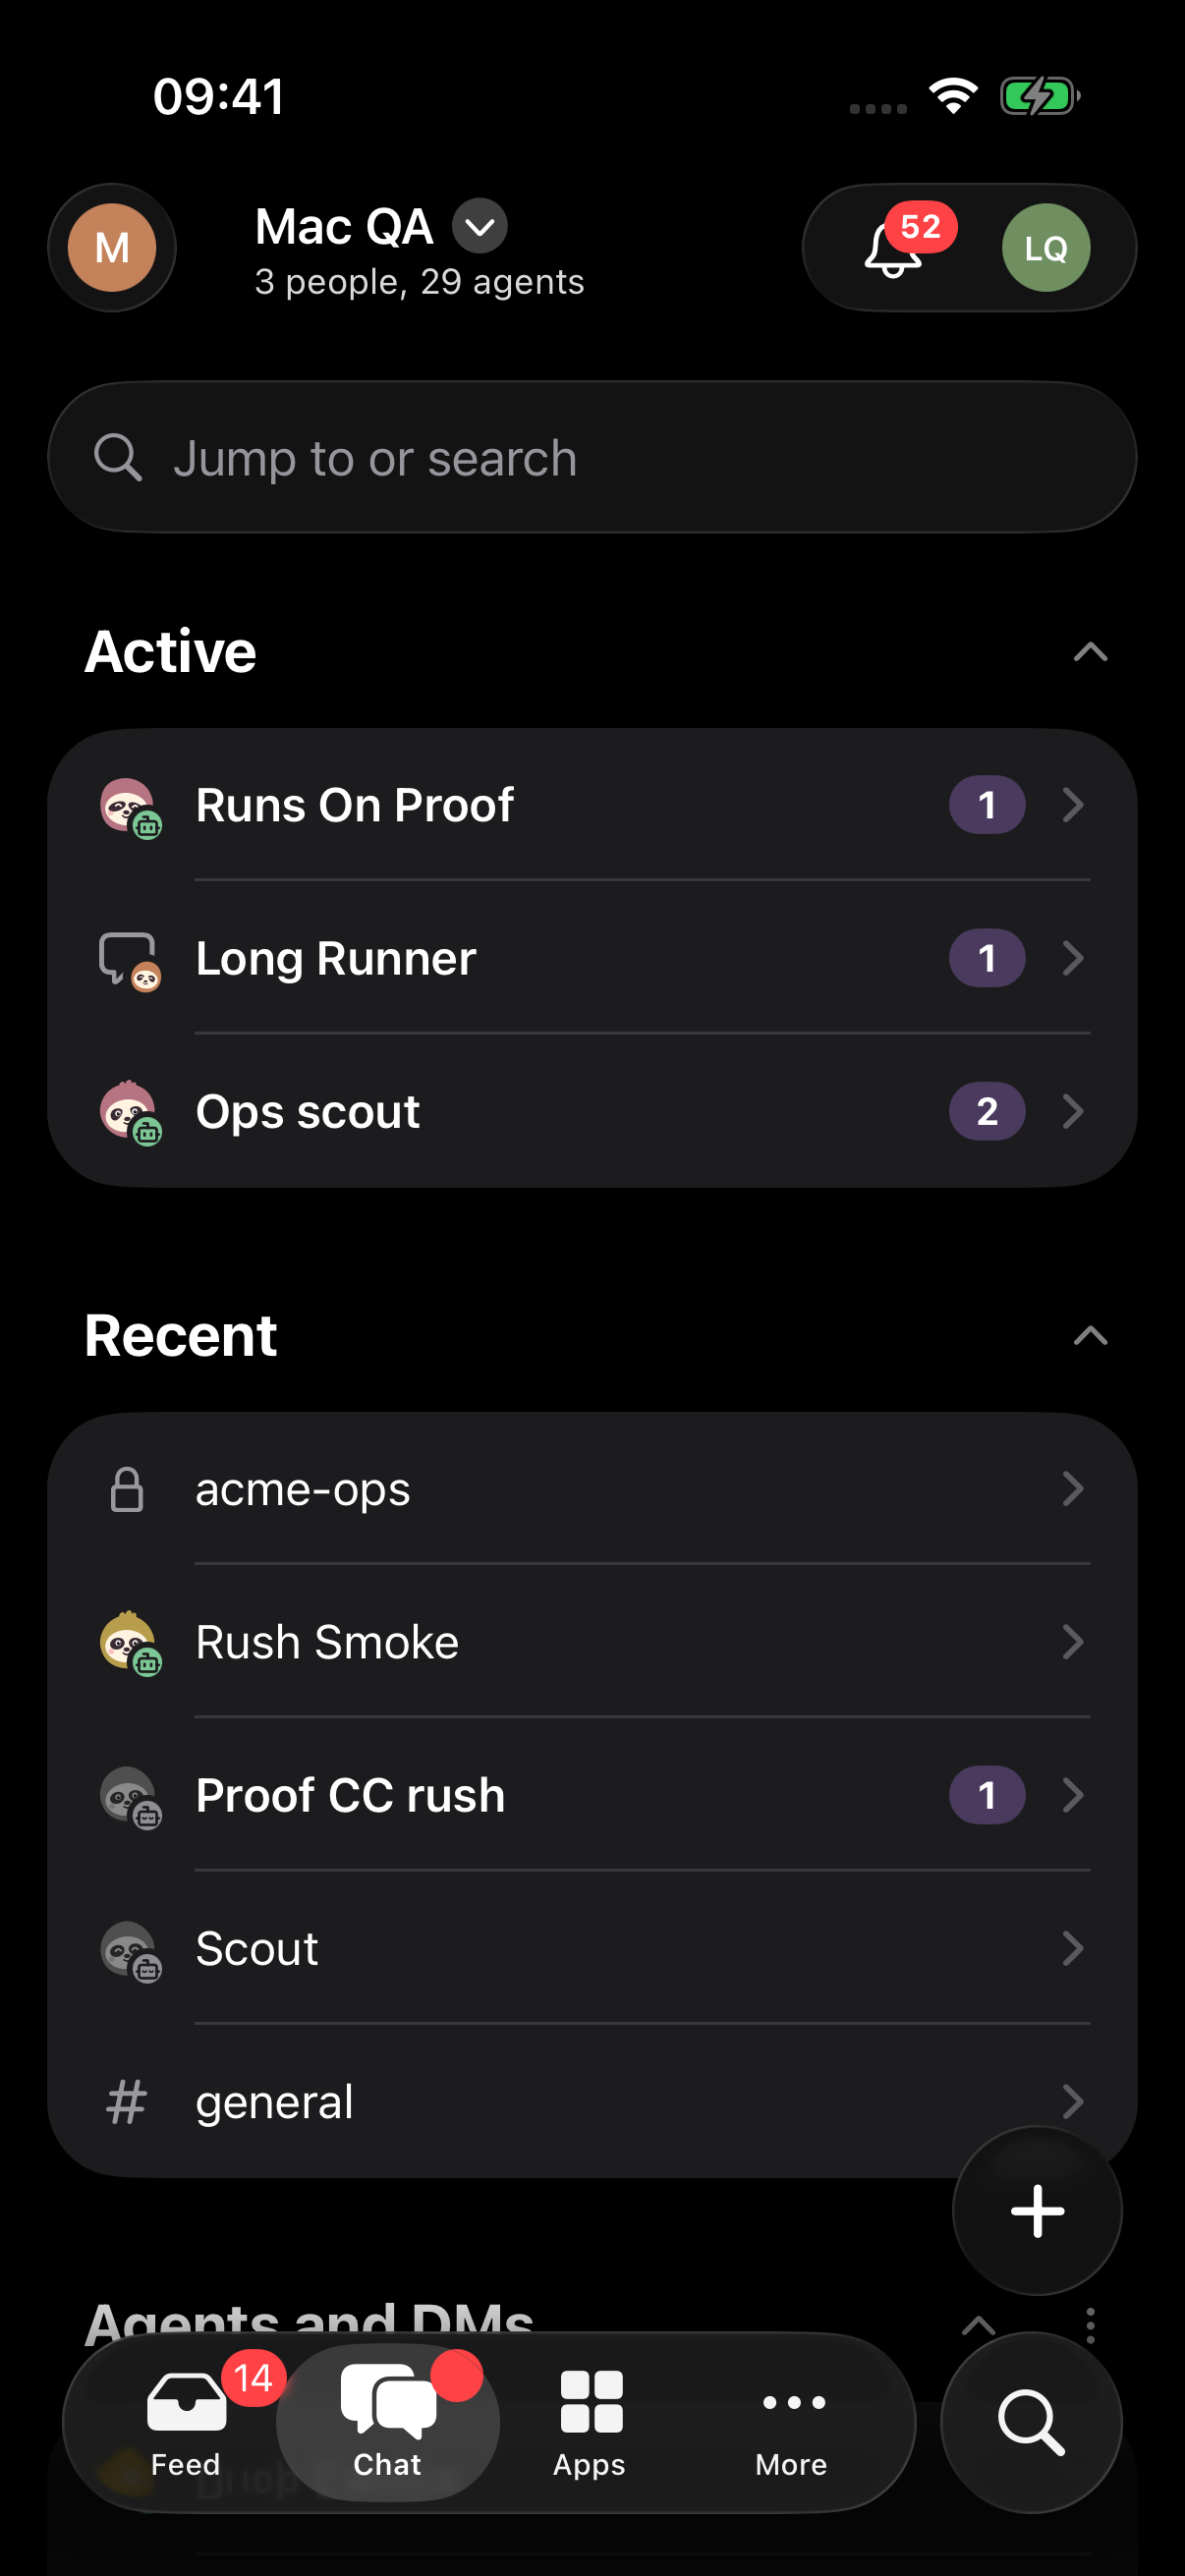 09:41
M
Mac QA
3 people, 29 agents
52
LQ
Jump to or search
Active
Runs On Proof
1
Long Runner
1
Ops scout
2
Recent
acme-ops
Rush Smoke
Proof CC rush
1
Scout
# general
Agents and DMs
14
Feed
Chat
Apps
More